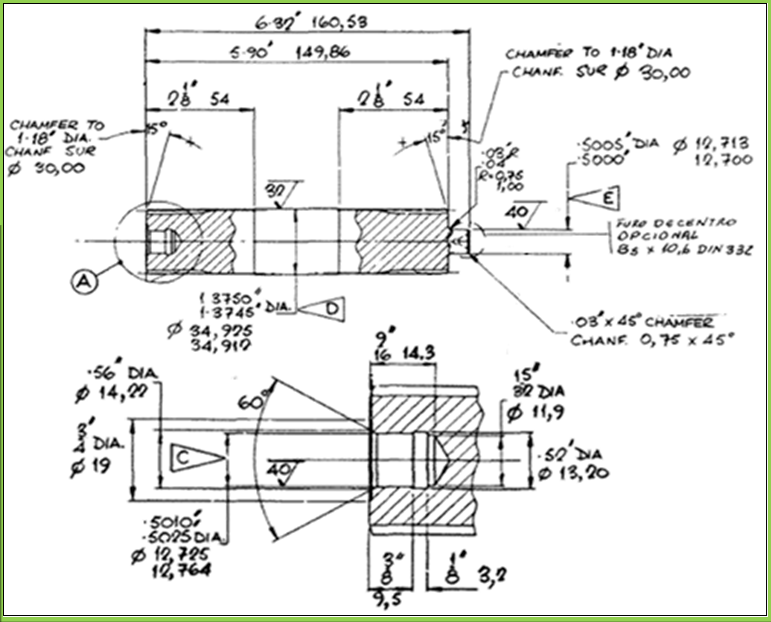 6·32" 160,53
5·90" 149,86
2 1/8" 54
2 1/8" 54
CHAMFER TO
1·18" DIA
CHANF. SUR Ø 30,00
CHAMFER TO
1·18" DIA.
CHANF SUR
Ø 30,00
15°
15°
·03"R
·04
R=0,75
1,00
·5005" DIA Ø 12,713
·5000" 12,700
E
32
40
FURO DE CENTRO
OPCIONAL
B5 x 10,6 DIN 332
A
1·3750"
1·3745" DIA.
Ø 34,925
34,912
D
·03" x 45° CHAMFER
CHANF. 0,75 x 45°
9"
16 14,3
·56" DIA.
Ø 14,22
60°
15"
32 DIA
Ø 11,9
DIA.
Ø 19
C
40
·52" DIA
Ø 13,20
·5010"
·5025 DIA.
Ø 12,725
12,764
3"
8
9,5
1"
8 3,2